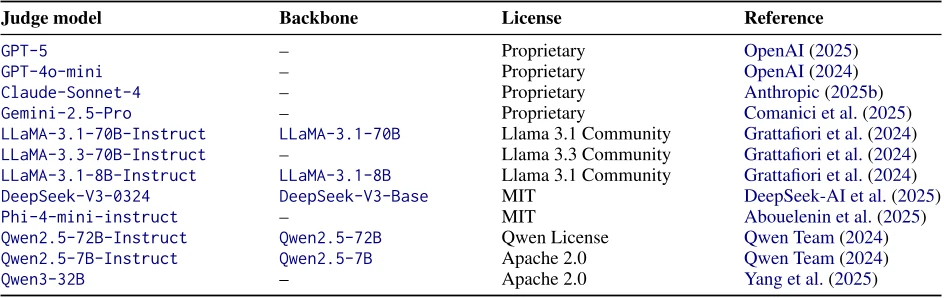 Judge model Backbone License Reference
GPT-5 – Proprietary OpenAI (2025)
GPT-4o-mini – Proprietary OpenAI (2024)
Claude-Sonnet-4 – Proprietary Anthropic (2025b)
Gemini-2.5-Pro – Proprietary Comanici et al. (2025)
LLaMA-3.1-70B-Instruct LLaMA-3.1-70B Llama 3.1 Community Grattafiori et al. (2024)
LLaMA-3.3-70B-Instruct – Llama 3.3 Community Grattafiori et al. (2024)
LLaMA-3.1-8B-Instruct LLaMA-3.1-8B Llama 3.1 Community Grattafiori et al. (2024)
DeepSeek-V3-0324 DeepSeek-V3-Base MIT DeepSeek-AI et al. (2025)
Phi-4-mini-instruct – MIT Abouelenin et al. (2025)
Qwen2.5-72B-Instruct Qwen2.5-72B Qwen License Qwen Team (2024)
Qwen2.5-7B-Instruct Qwen2.5-7B Apache 2.0 Qwen Team (2024)
Qwen3-32B – Apache 2.0 Yang et al. (2025)